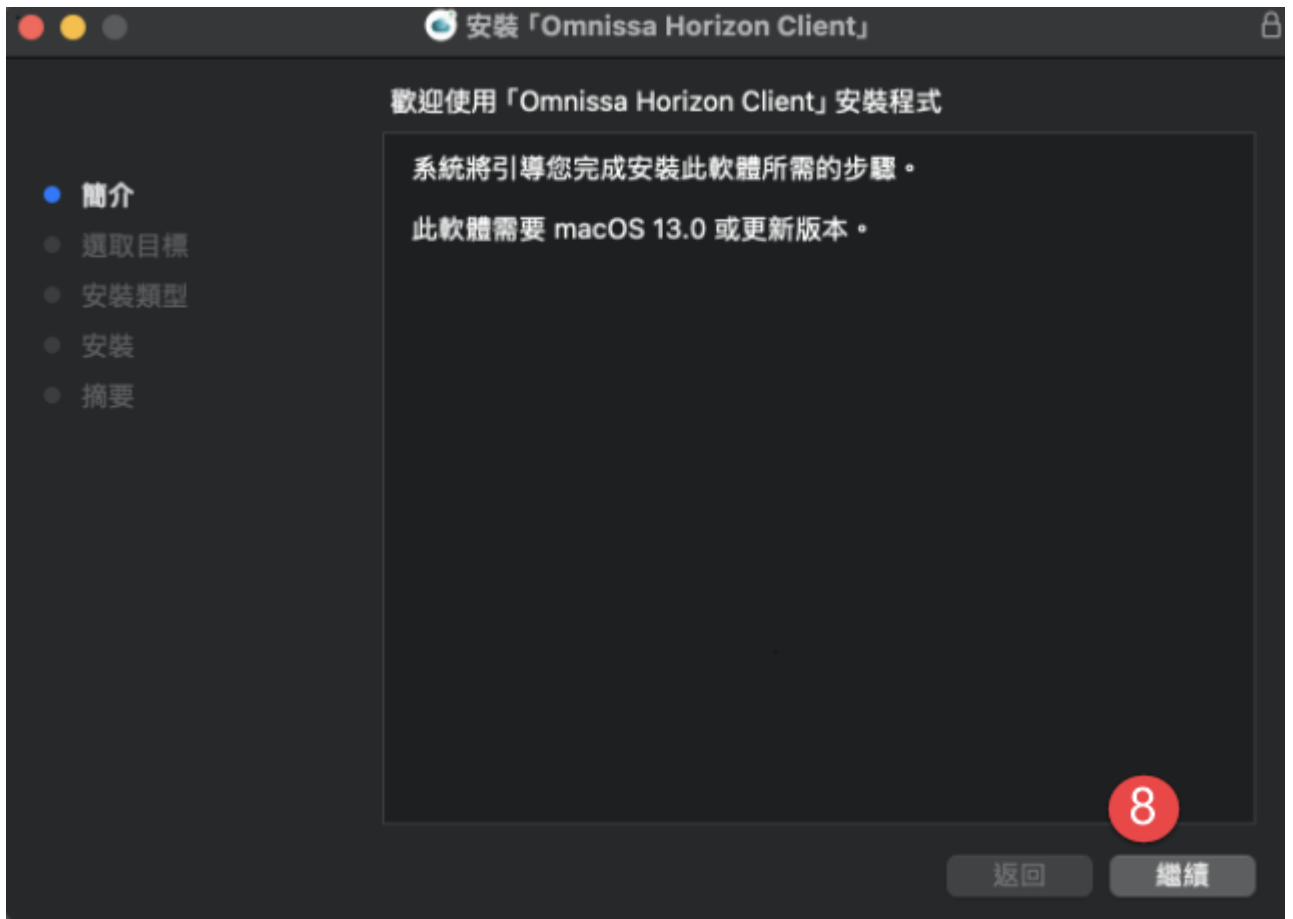 安裝「Omnissa Horizon Client」
歡迎使用「Omnissa Horizon Client」安裝程式
簡介
選取目標
安裝類型
安裝
摘要
系統將引導您完成安裝此軟體所需的步驟。
此軟體需要 macOS 13.0 或更新版本。
8
返回
繼續